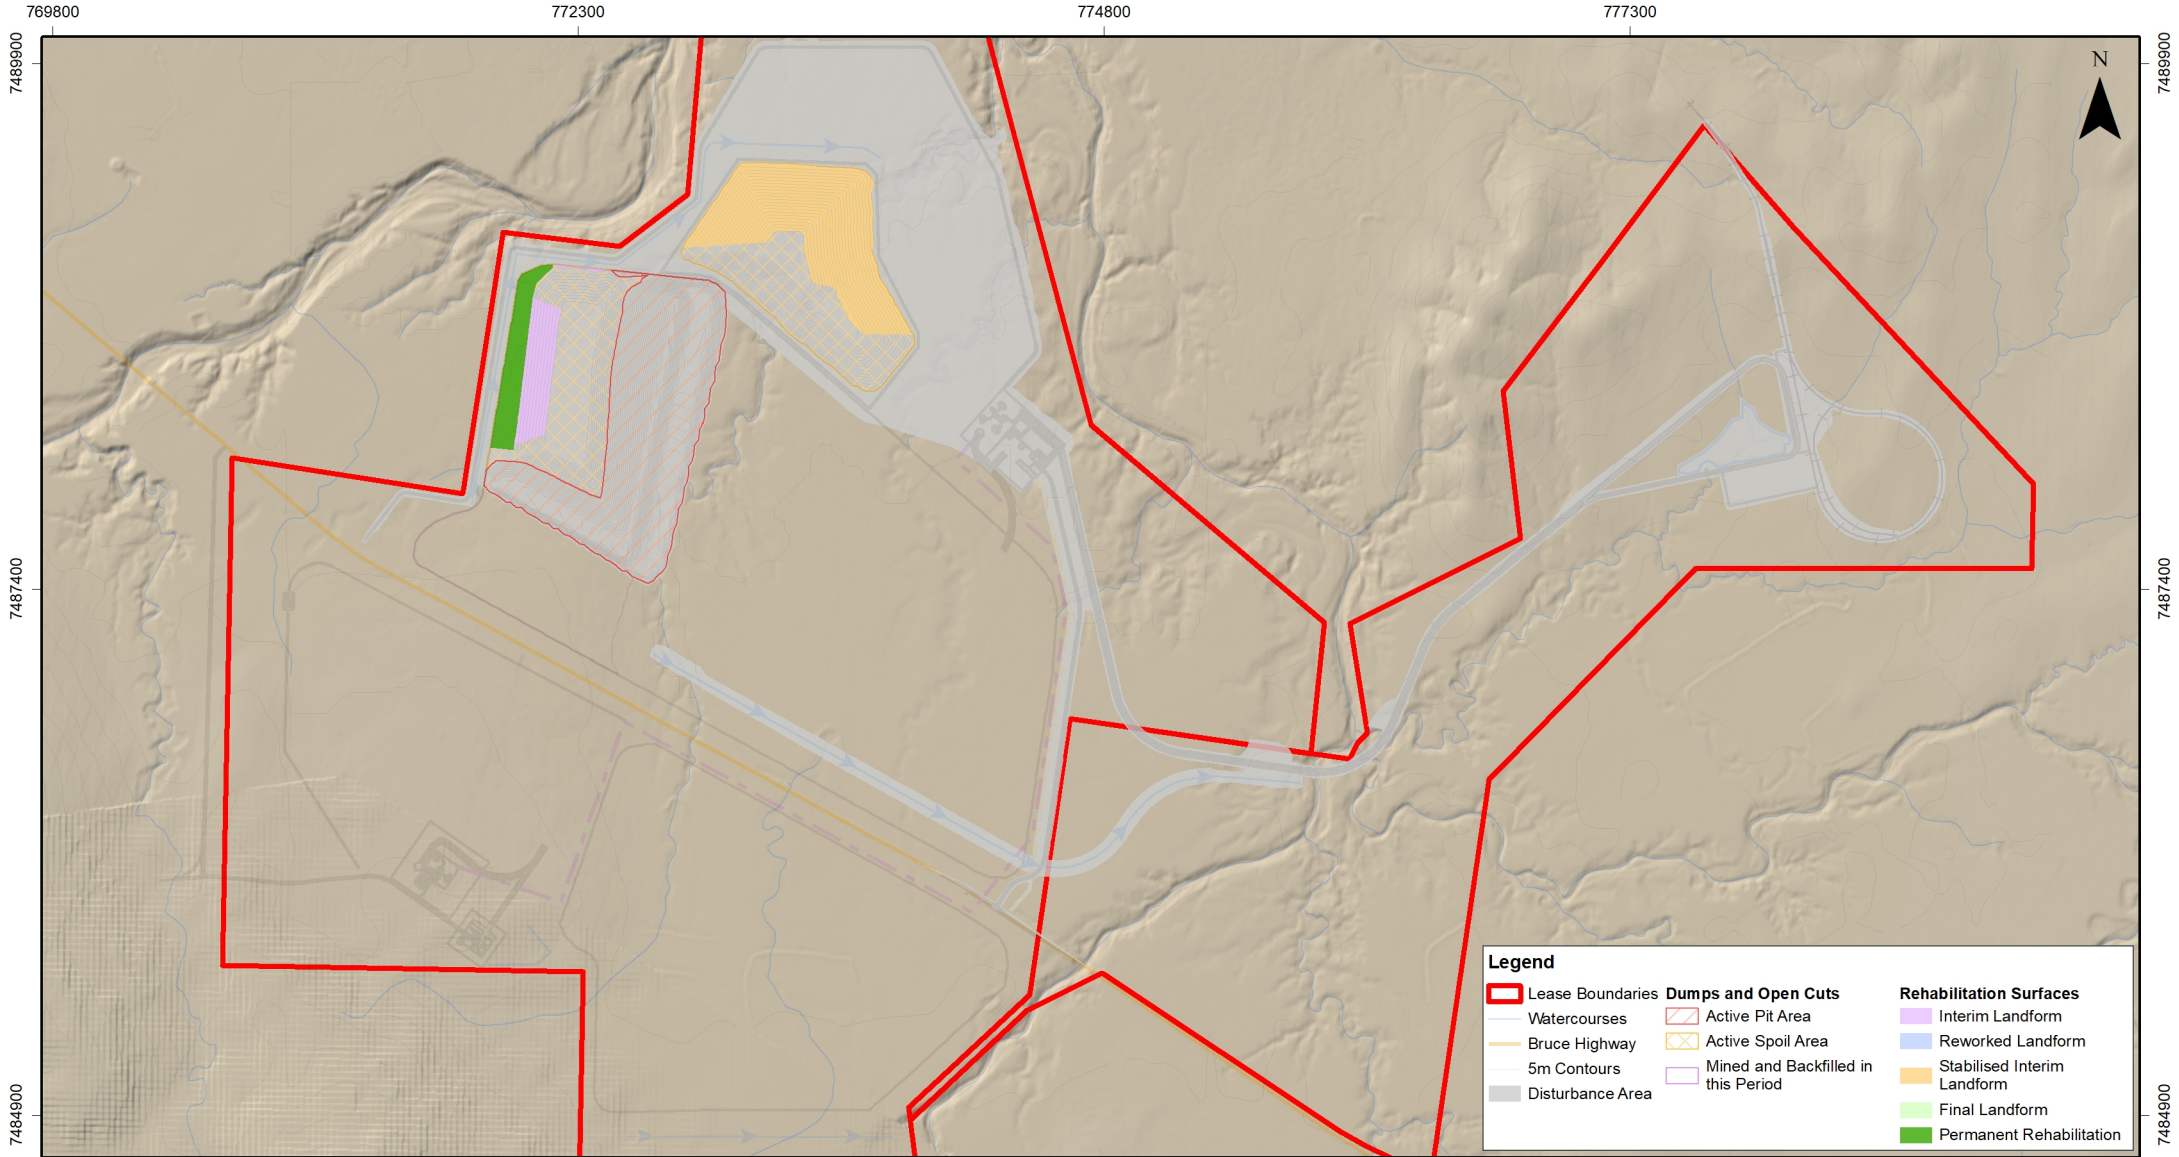 769800
772300
774800
777300
7489900
7489900
N
7487400
7487400
7484900
7484900
Legend
Lease Boundaries
Watercourses
Bruce Highway
5m Contours
Disturbance Area
Dumps and Open Cuts
Active Pit Area
Active Spoil Area
Mined and Backfilled in
this Period
Rehabilitation Surfaces
Interim Landform
Reworked Landform
Stabilised Interim
Landform
Final Landform
Permanent Rehabilitation